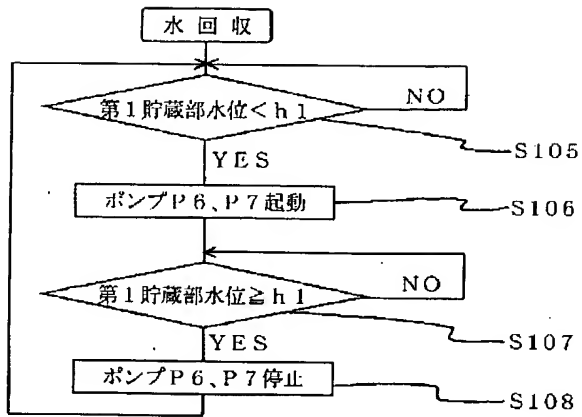 水回収
第1貯蔵部水位<h1
NO
S105
YES
ポンプP6、P7起動
S106
第1貯蔵部水位≧h1
NO
S107
YES
ポンプP6、P7停止
S108